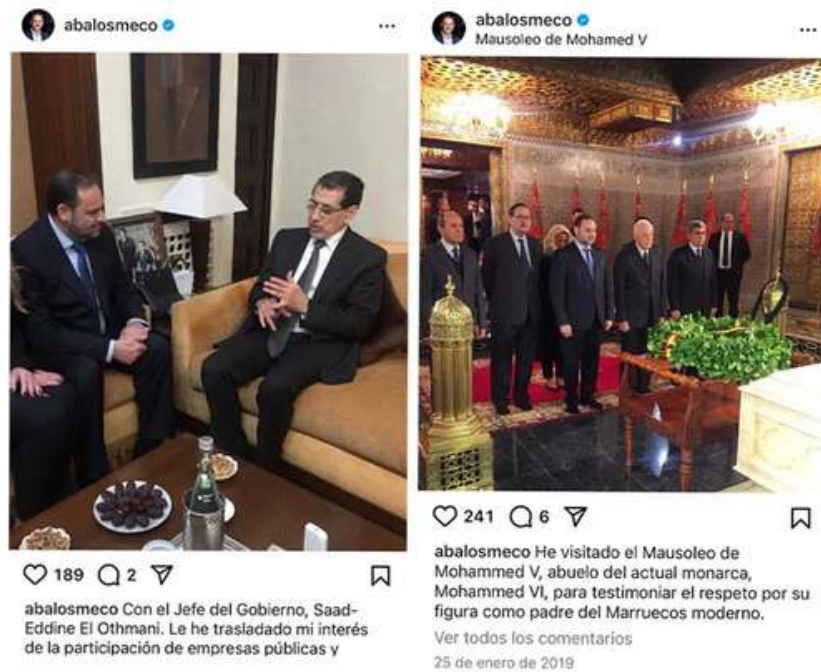 abalosmeco
189 2
abalosmeco Con el Jefe del Gobierno, Saad-
Eddine El Othmani. Le he trasladado mi interés
de la participación de empresas públicas y
abalosmeco
Mausoleo de Mohamed V
241 6
abalosmeco He visitado el Mausoleo de
Mohammed V, abuelo del actual monarca,
Mohammed VI, para testimoniar el respeto por su
figura como padre del Marruecos moderno.
Ver todos los comentarios
25 de enero de 2019